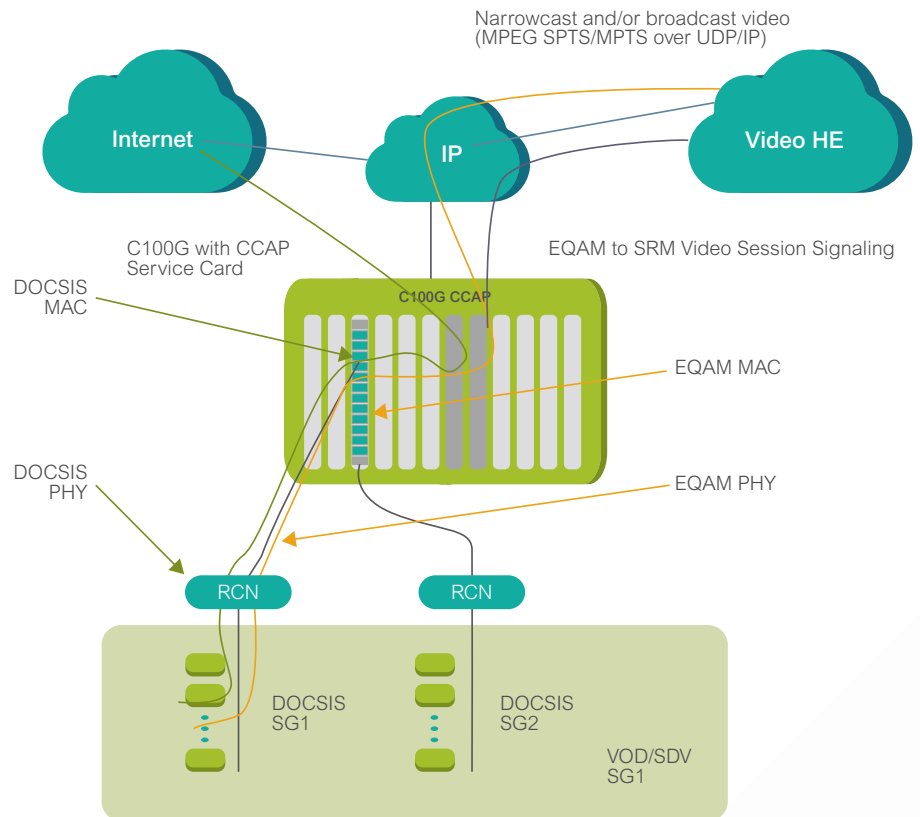 Narrowcast and/or broadcast video
(MPEG SPTS/MPTS over UDP/IP)
Internet
IP
Video HE
C100G with CCAP
Service Card
EQAM to SRM Video Session Signaling
DOCSIS
MAC
C100G CCAP
EQAM MAC
DOCSIS
PHY
EQAM PHY
RCN
RCN
DOCSIS
SG1
DOCSIS
SG2
VOD/SDV
SG1